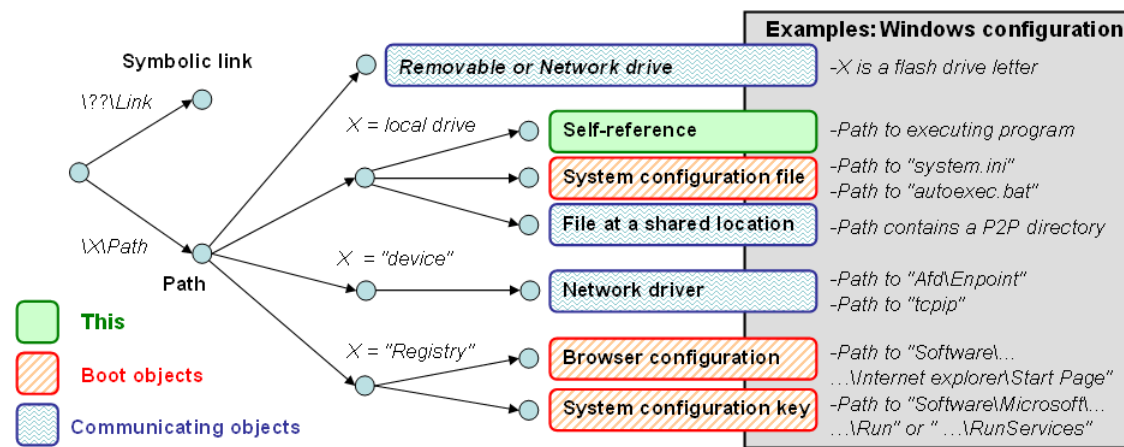 Examples: Windows configuration
Symbolic link
Removable or Network drive
-X is a flash drive letter
\??\Link
X = local drive
Self-reference
-Path to executing program
System configuration file
-Path to "system.ini"
-Path to "autoexec.bat"
File at a shared location
-Path contains a P2P directory
\X\Path
Path
X = "device"
Network driver
-Path to "Afd\Enpoint"
-Path to "tcpip"
This
X = "Registry"
Browser configuration
-Path to "Software\...
...\Internet explorer\Start Page"
Boot objects
System configuration key
-Path to "Software\Microsoft\...
...\Run" or " ...\RunServices"
Communicating objects